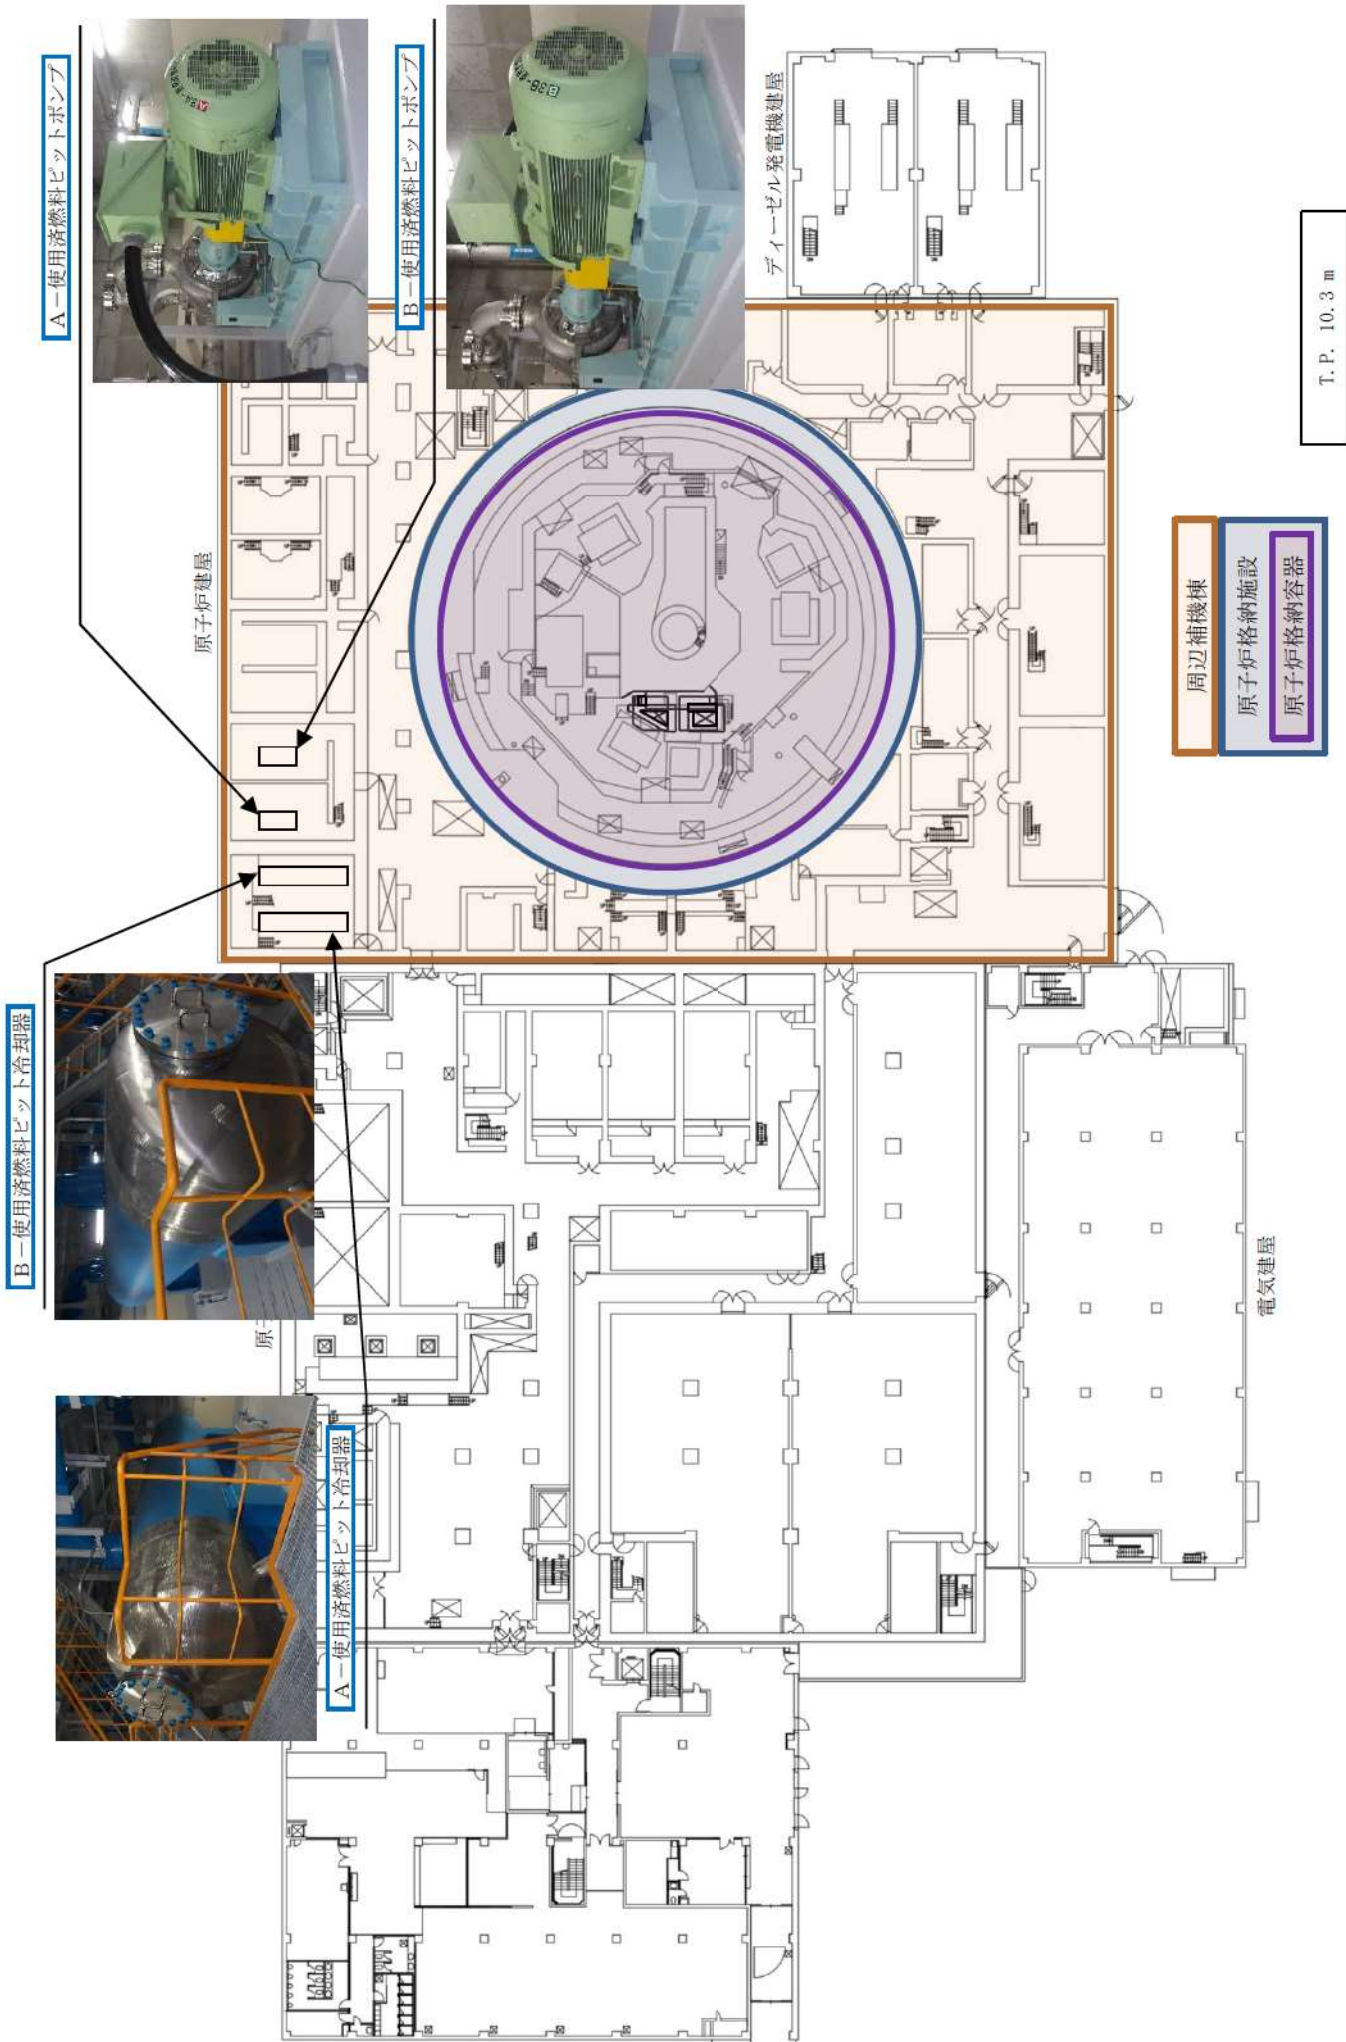 A－使用済燃料ピットポンプ
B－使用済燃料ピットポンプ
ディーゼル発電機建屋
原子炉建屋
B－使用済燃料ピット冷却器
A－使用済燃料ピット冷却器
原子
電気建屋
周辺補機棟
原子炉格納施設
原子炉格納容器
T.P. 10.3 m